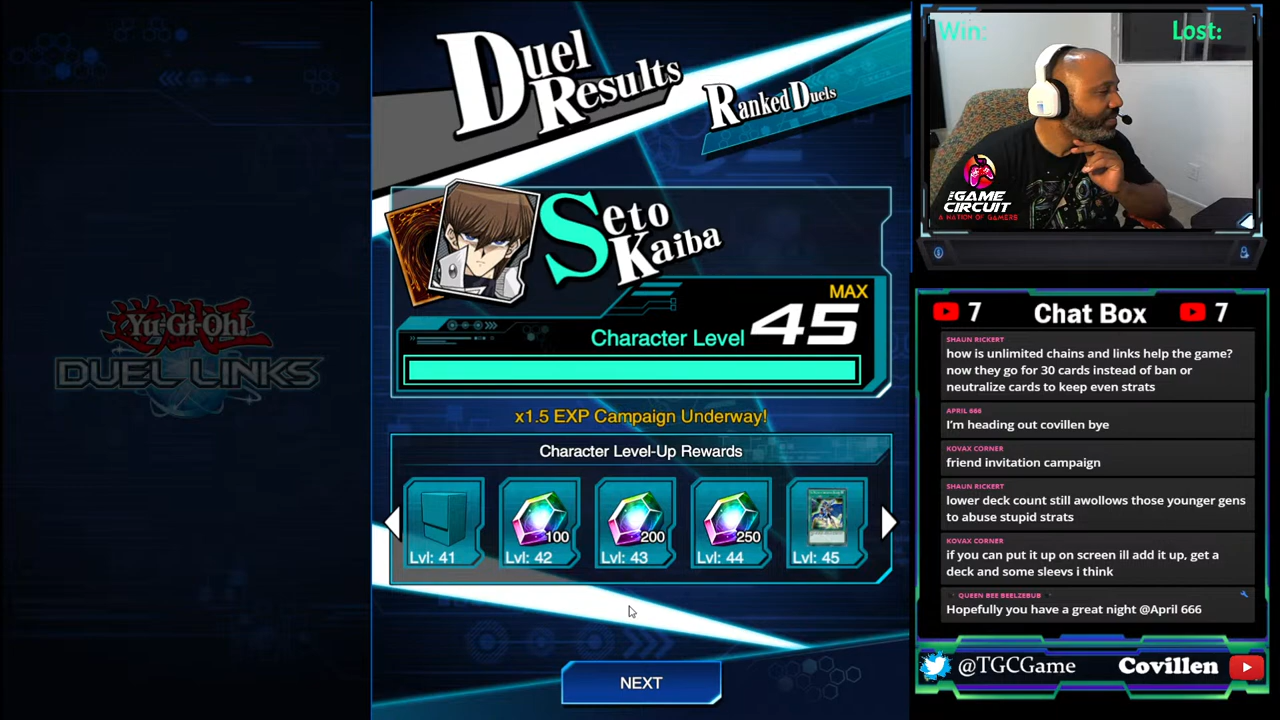 Duel
Results
Ranked Duels
Seto
Kaiba
MAX
Character Level 45
x1.5 EXP Campaign Underway!
Character Level-Up Rewards
Lvl: 41
100
Lvl: 42
200
Lvl: 43
250
Lvl: 44
Lvl: 45
NEXT
Yu-Gi-Oh!
DUEL LINKS
Win:
Lost:
THE GAME
CIRCUIT
A NATION OF GAMERS
7 Chat Box 7
SHAUN RICKERT
how is unlimited chains and links help the game?
now they go for 30 cards instead of ban or
neutralize cards to keep even strats
APRIL 666
I'm heading out covillen bye
KOVAX CORNER
friend invitation campaign
SHAUN RICKERT
lower deck count still awollows those younger gens
to abuse stupid strats
KOVAX CORNER
if you can put it up on screen ill add it up, get a
deck and some sleevs i think
QUEEN BEE BEELZIEBUB
Hopefully you have a great night @April 666
@TGCGame Covillen